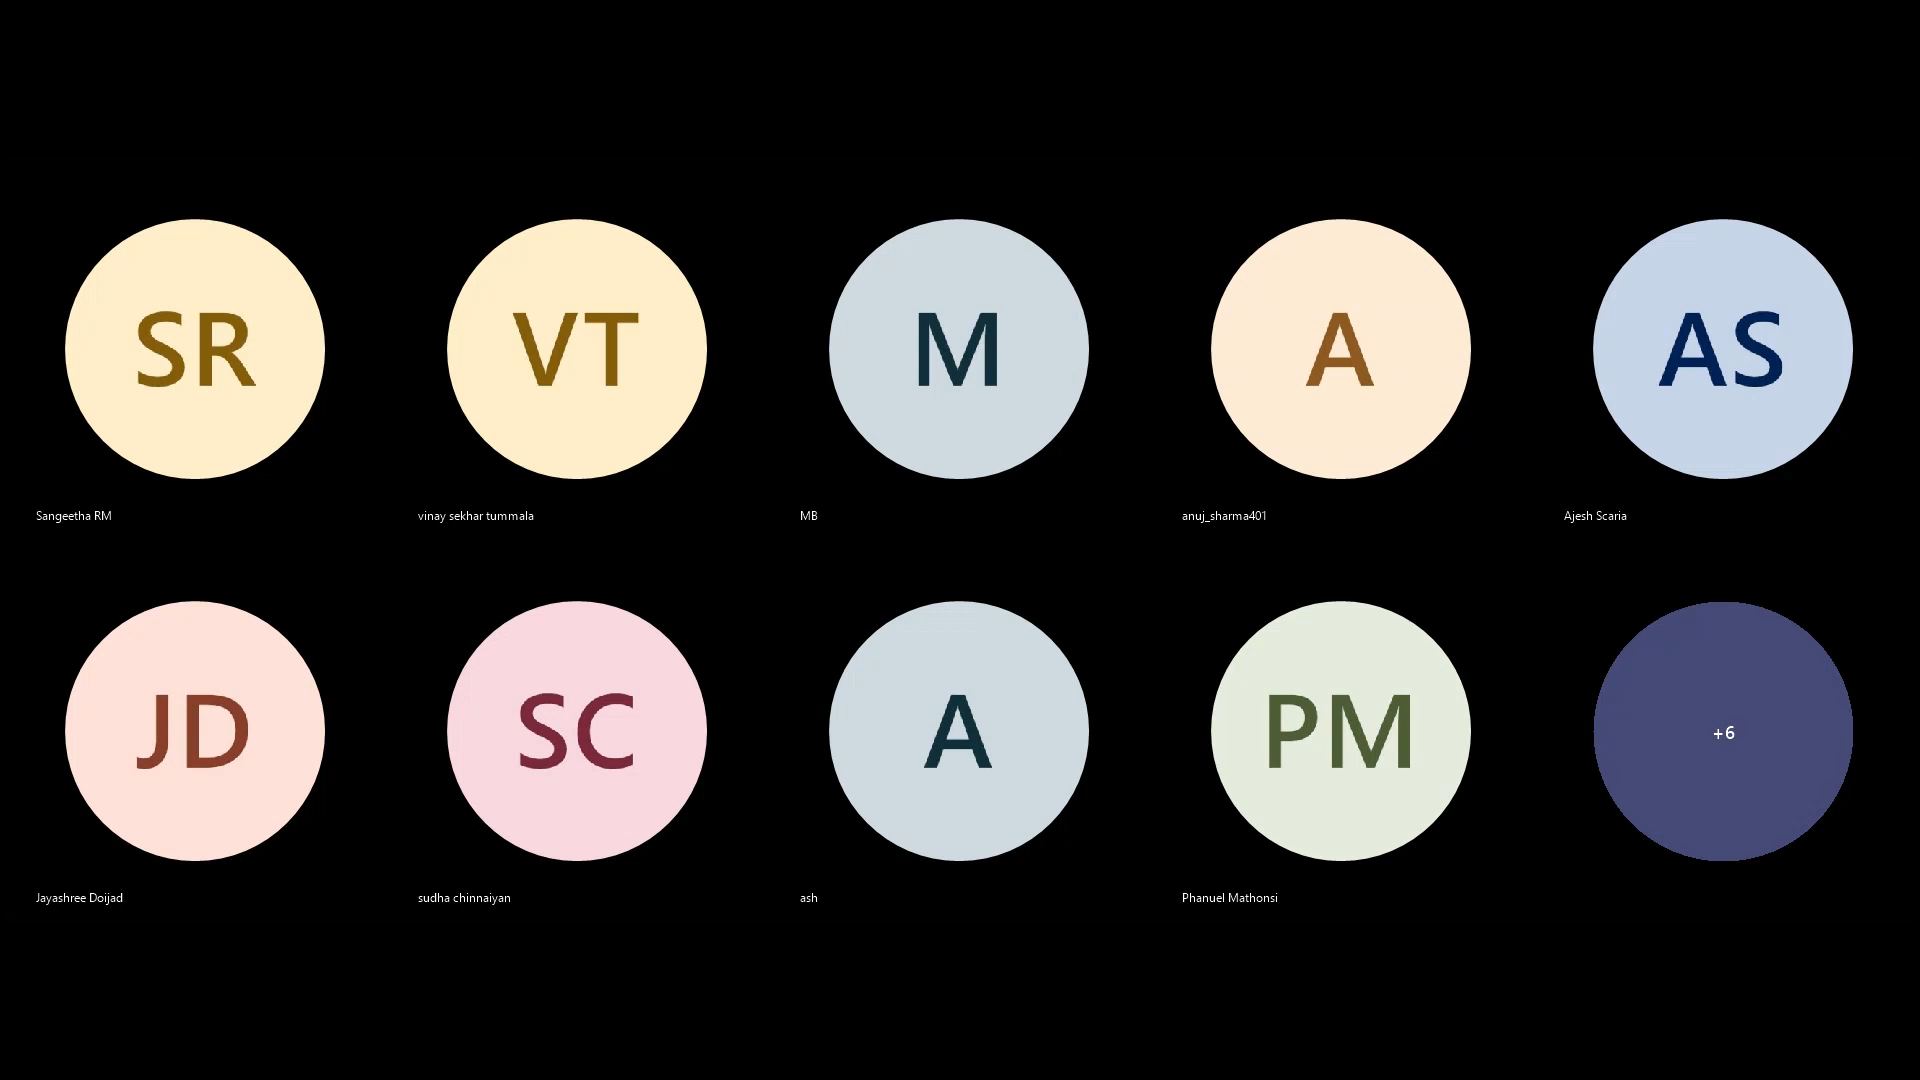 SR
VT
M
A
AS
Sangeetha RM
vinay sekhar tummala
MB
anuj_sharma401
Ajesh Scaria
JD
SC
A
PM
+6
Jayashree Doijad
sudha chinnaiyan
ash
Phanuel Mathonsi